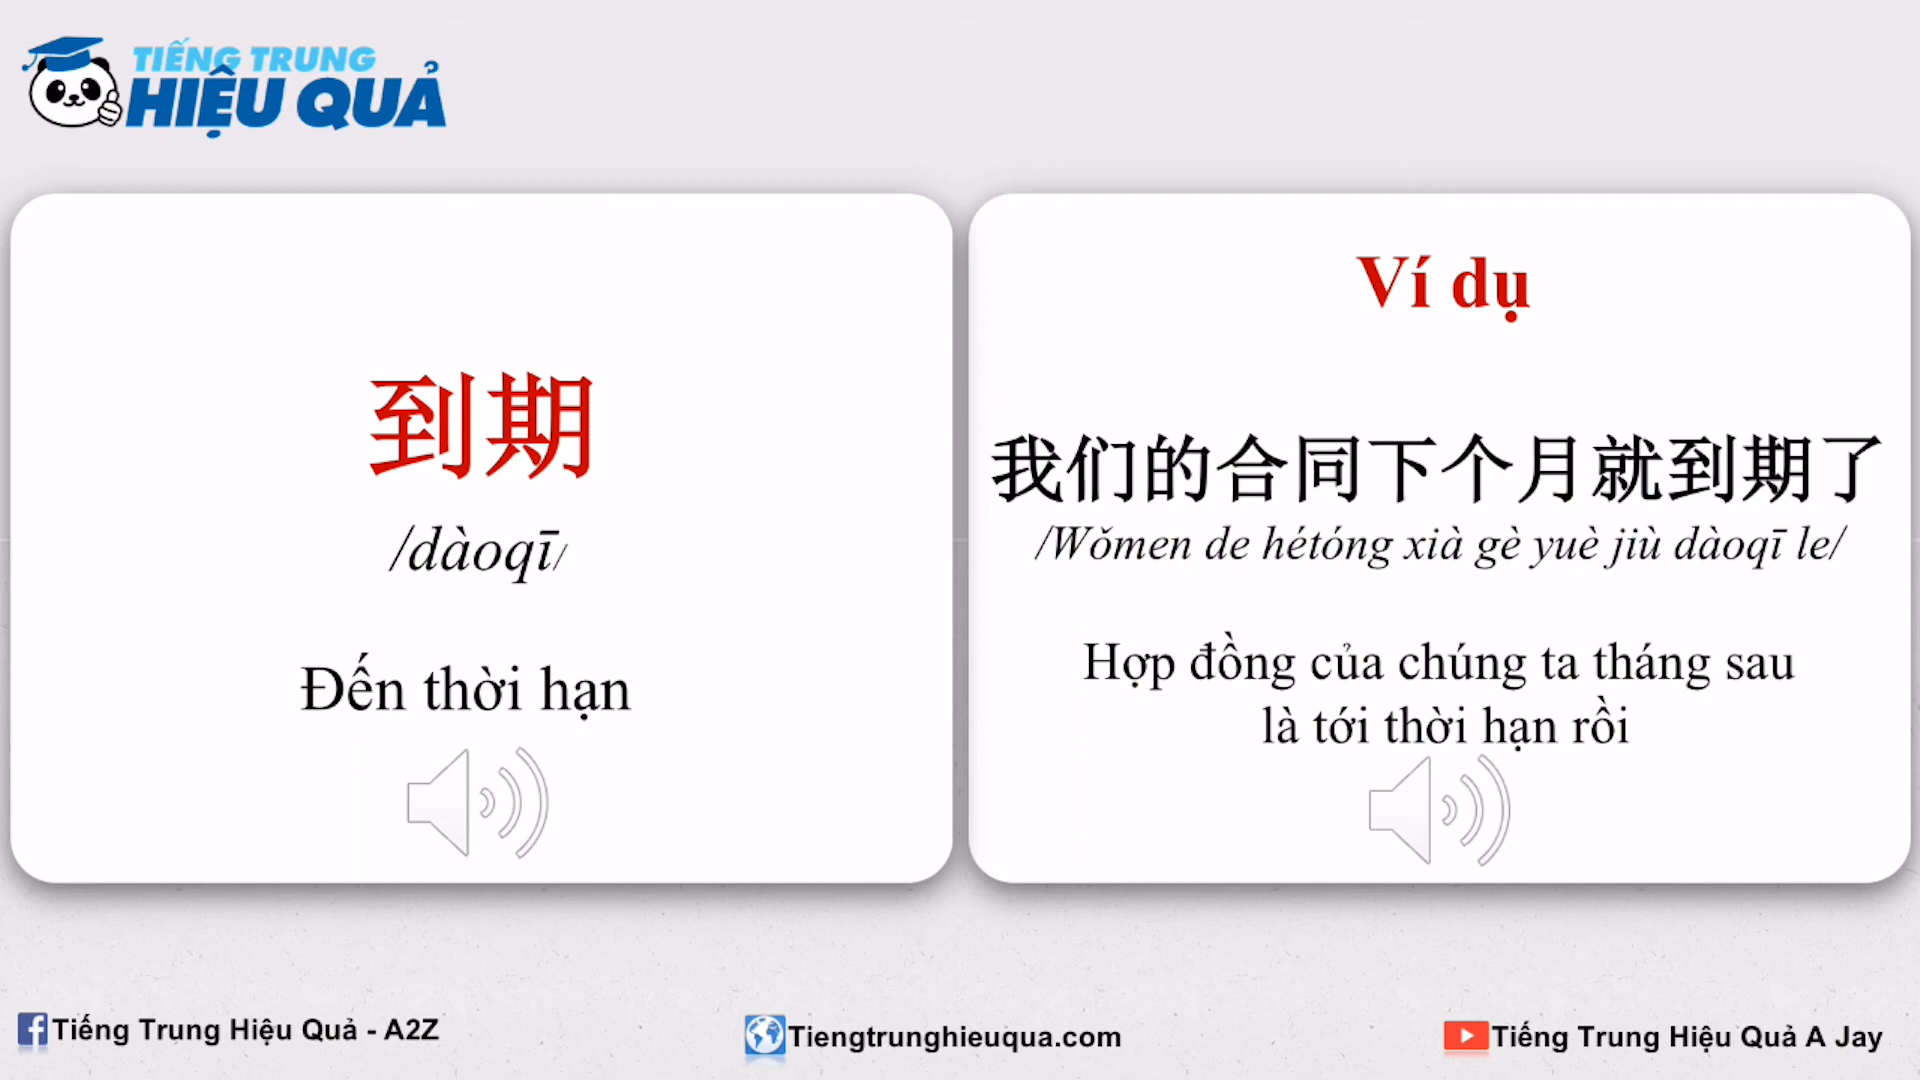 TIẾNG TRUNG
HIỆU QUẢ
到期
/dàoqī/
Đến thời hạn
Ví dụ
我们的合同下个月就到期了
/Wǒmen de hétóng xià gè yuè jiù dàoqī le/
Hợp đồng của chúng ta tháng sau
là tới thời hạn rồi
Tiếng Trung Hiệu Quả - A2Z
Tiengtrunghieuqua.com
Tiếng Trung Hiệu Quả A Jay